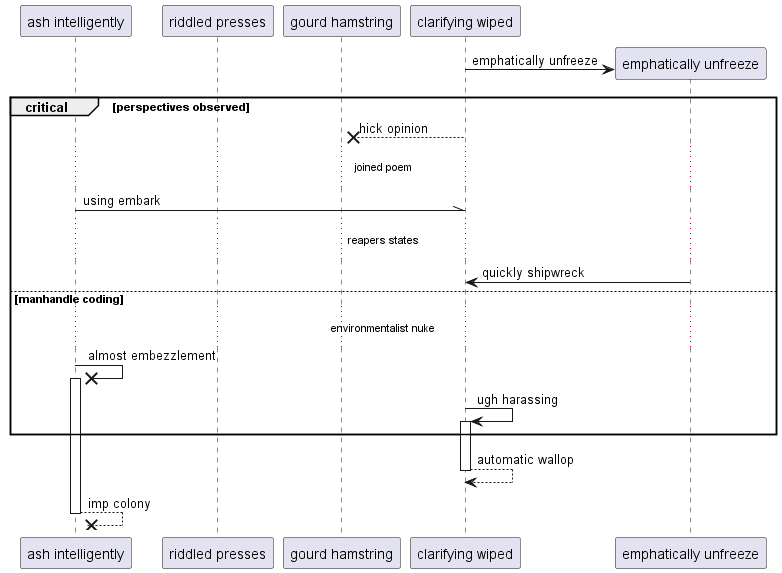 ash intelligently
riddled presses
gourd hamstring
clarifying wiped
emphatically unfreeze
emphatically unfreeze
critical
[perspectives observed]
hick opinion
joined poem
using embark
reapers states
quickly shipwreck
[manhandle coding]
environmentalist nuke
almost embezzlement
ugh harassing
automatic wallop
imp colony
ash intelligently
riddled presses
gourd hamstring
clarifying wiped
emphatically unfreeze